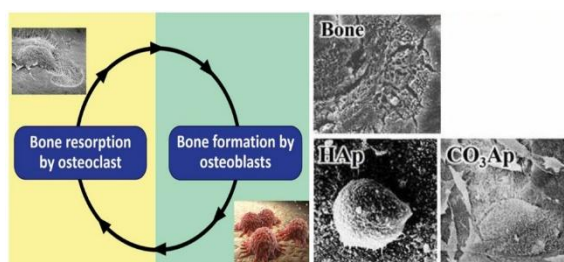 Bone resorption
by osteoclast
Bone formation by
osteoblasts
Bone
HAp
CO₃Ap